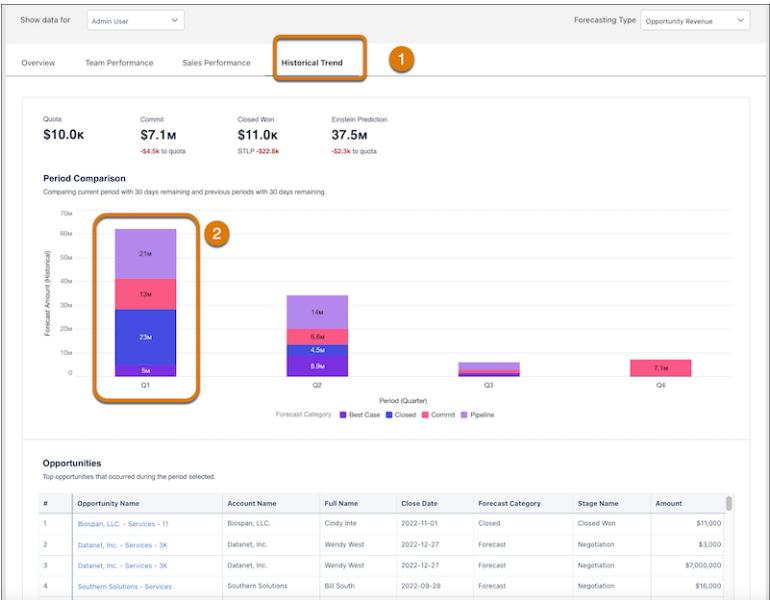 Show data for
Admin User
Forecasting Type
Opportunity Revenue
Overview
Team Performance
Sales Performance
Historical Trend
1
Quota
Commit
Closed Won
Einstein Prediction
$10.0K
$7.1M
$11.0K
37.5M
-$4.5k to quota
STLP -$22.8k
-$2.3k to quota
Period Comparison
Comparing current period with 30 days remaining and previous periods with 30 days remaining.
Forecast Amount (Historical)
70M
60M
50M
40M
30M
20M
10M
0
2
21M
13M
23M
5M
14M
6.6M
4.5M
8.9M
7.1M
Q1
Q2
Q3
Q4
Period (Quarter)
Forecast Category Best Case Closed Commit Pipeline
Opportunities
Top opportunities that occurred during the period selected.
# Opportunity Name Account Name Full Name Close Date Forecast Category Stage Name Amount
1 Biospan, LLC. - Services - 11 Biospan, LLC. Cindy Inte 2022-11-01 Closed Closed Won $11,000
2 Datanet, Inc. - Services - 3K Datanet, Inc. Wendy West 2022-12-27 Forecast Negotiation $3,000
3 Datanet, Inc. - Services - 3K Datanet, Inc. Wendy West 2022-12-27 Forecast Negotiation $7,000,000
4 Southern Solutions - Services Southern Solutions Bill South 2022-09-28 Forecast Negotiation $16,000